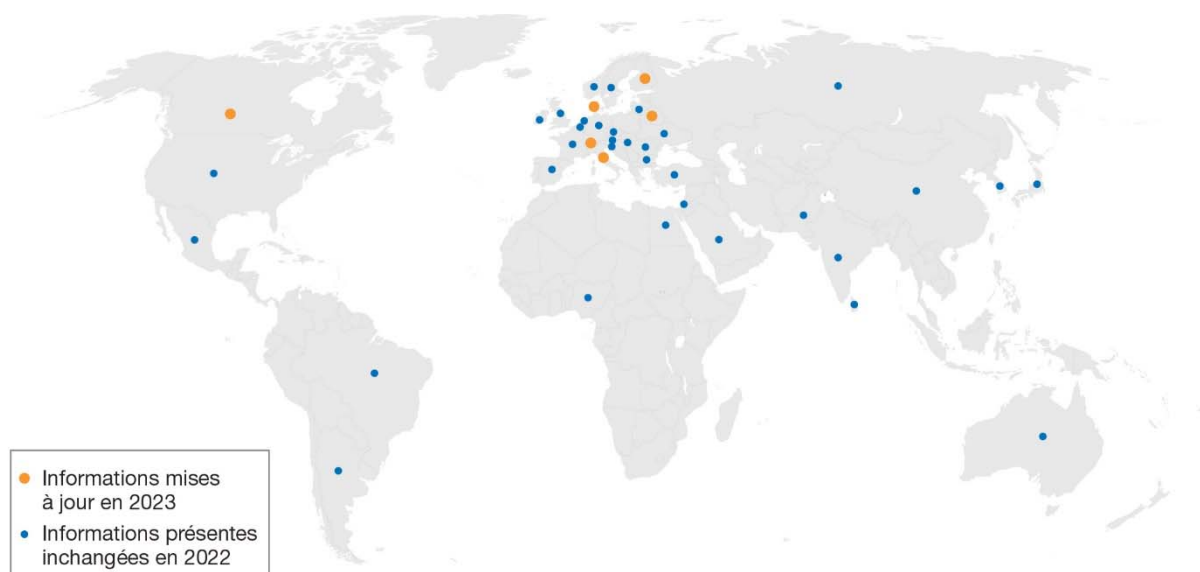 Informations mises
à jour en 2023
Informations présentes
inchangées en 2022